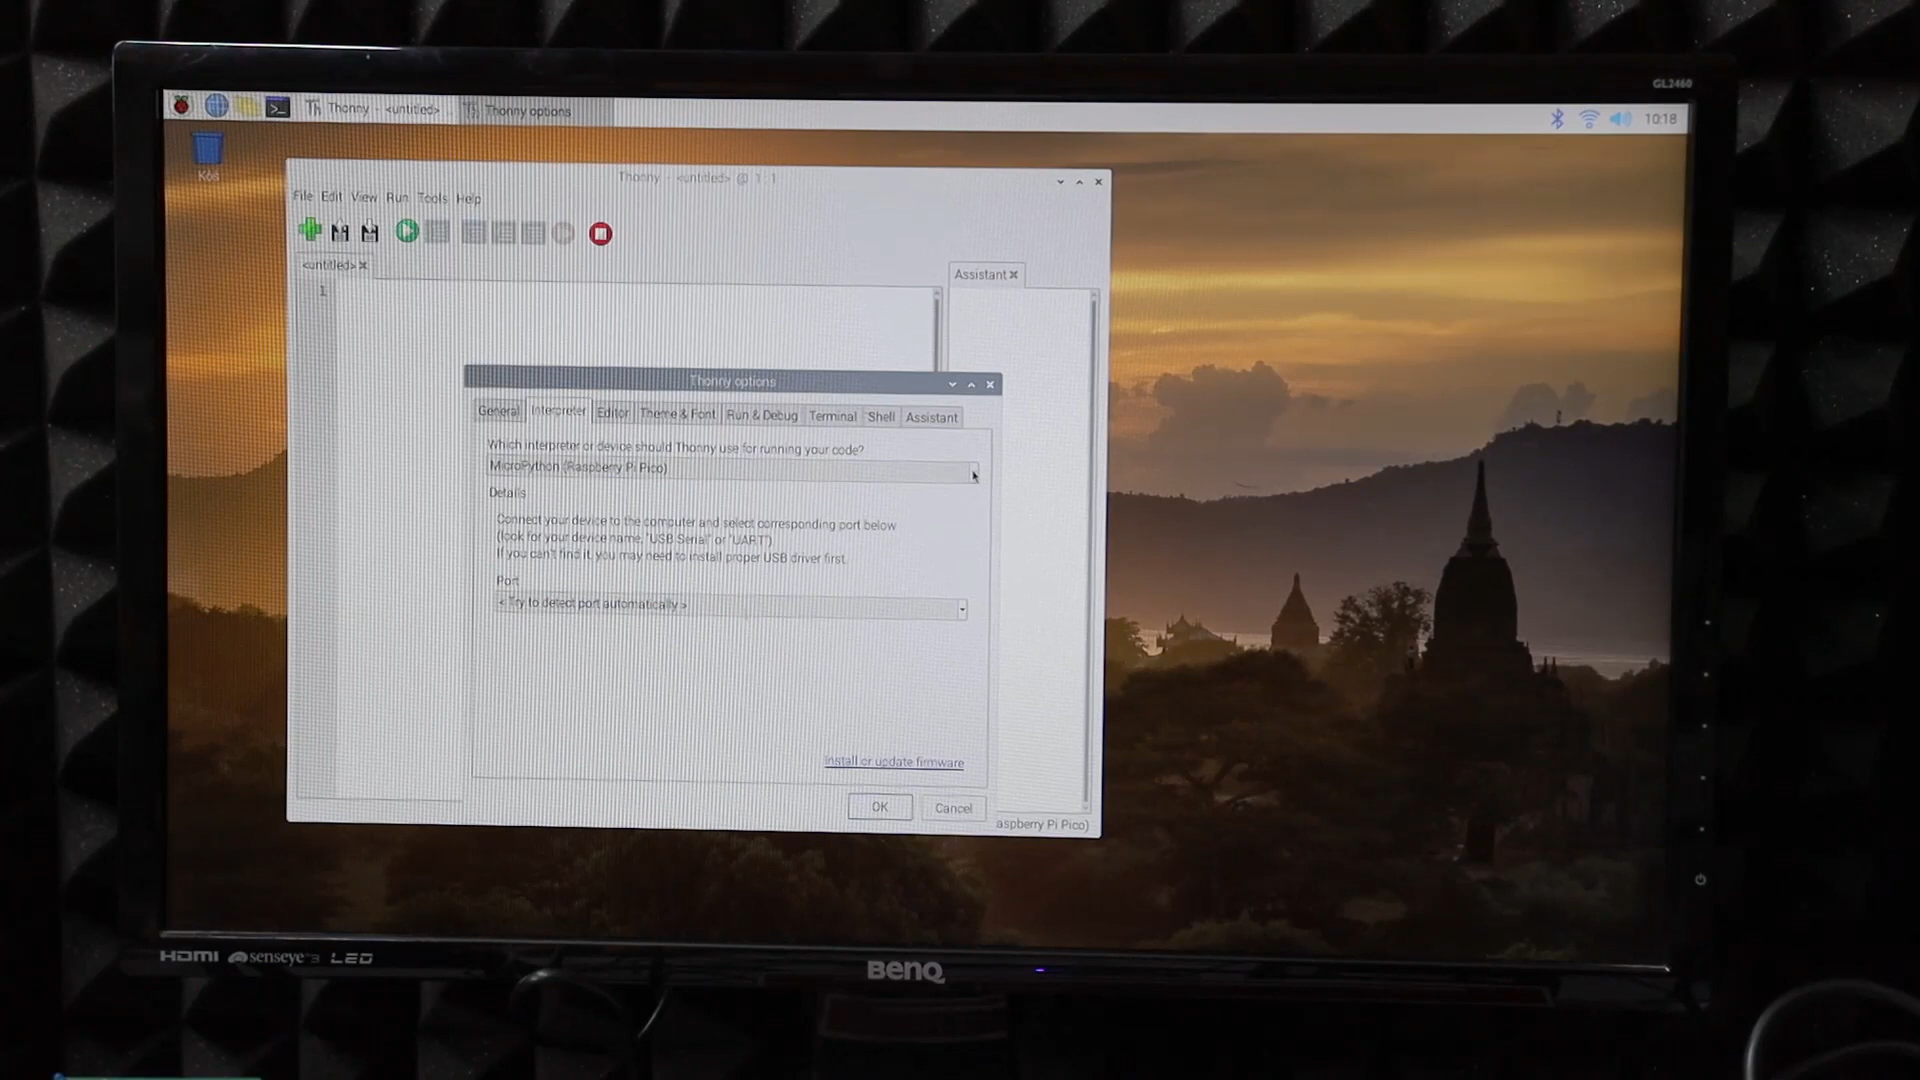 GL2460
Thonny - <untitled>
Thonny options
10:18
Kôš
Thonny - <untitled> @ 1 : 1
File Edit View Run Tools Help
<untitled>
1
Assistant
Thonny options
General Interpreter Editor Theme & Font Run & Debug Terminal Shell Assistant
Which interpreter or device should Thonny use for running your code?
MicroPython (Raspberry Pi Pico)
Details
Connect your device to the computer and select corresponding port below
(look for your device name, "USB Serial" or "UART").
If you can't find it, you may need to install proper USB driver first.
Port
< Try to detect port automatically >
Install or update firmware
OK Cancel
aspberry Pi Pico)
HDMI senseye 3 LED
BenQ